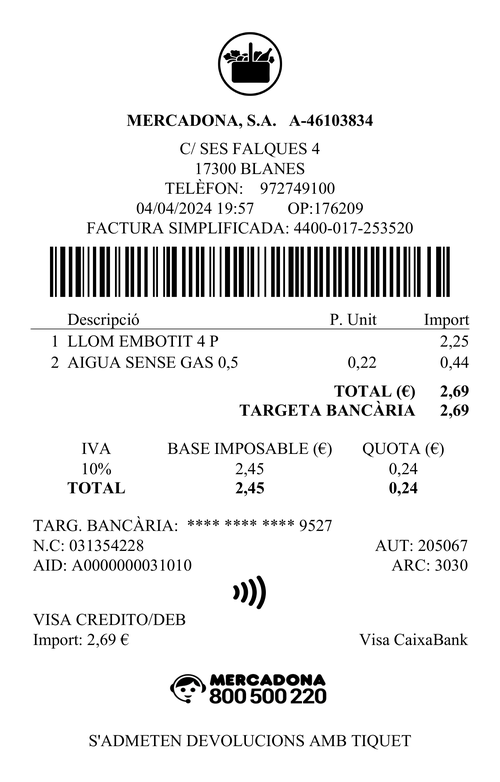 MERCADONA, S.A. A-46103834
C/ SES FALQUES 4
17300 BLANES
TELÈFON: 972749100
04/04/2024 19:57 OP:176209
FACTURA SIMPLIFICADA: 4400-017-253520
Descripció P. Unit Import
1 LLOM EMBOTIT 4 P 2,25
2 AIGUA SENSE GAS 0,5 0,22 0,44
TOTAL (€) 2,69
TARGETA BANCÀRIA 2,69
IVA BASE IMPOSABLE (€) QUOTA (€)
10% 2,45 0,24
TOTAL 2,45 0,24
TARG. BANCÀRIA: **** **** **** 9527
N.C: 031354228 AUT: 205067
AID: A0000000031010 ARC: 3030
VISA CREDITO/DEB
Import: 2,69 € Visa CaixaBank
MERCADONA
800 500 220
S'ADMETEN DEVOLUCIONS AMB TIQUET